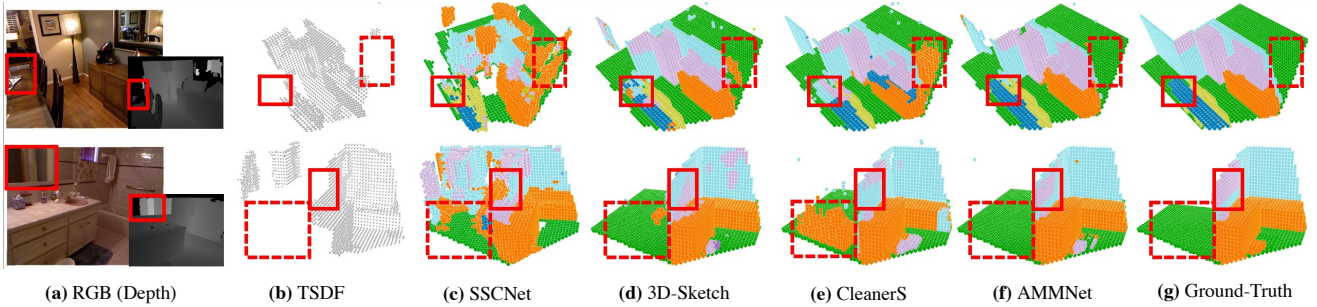 (a) RGB (Depth) (b) TSDF (c) SSCNet (d) 3D-Sketch (e) CleanerS (f) AMMNet (g) Ground-Truth